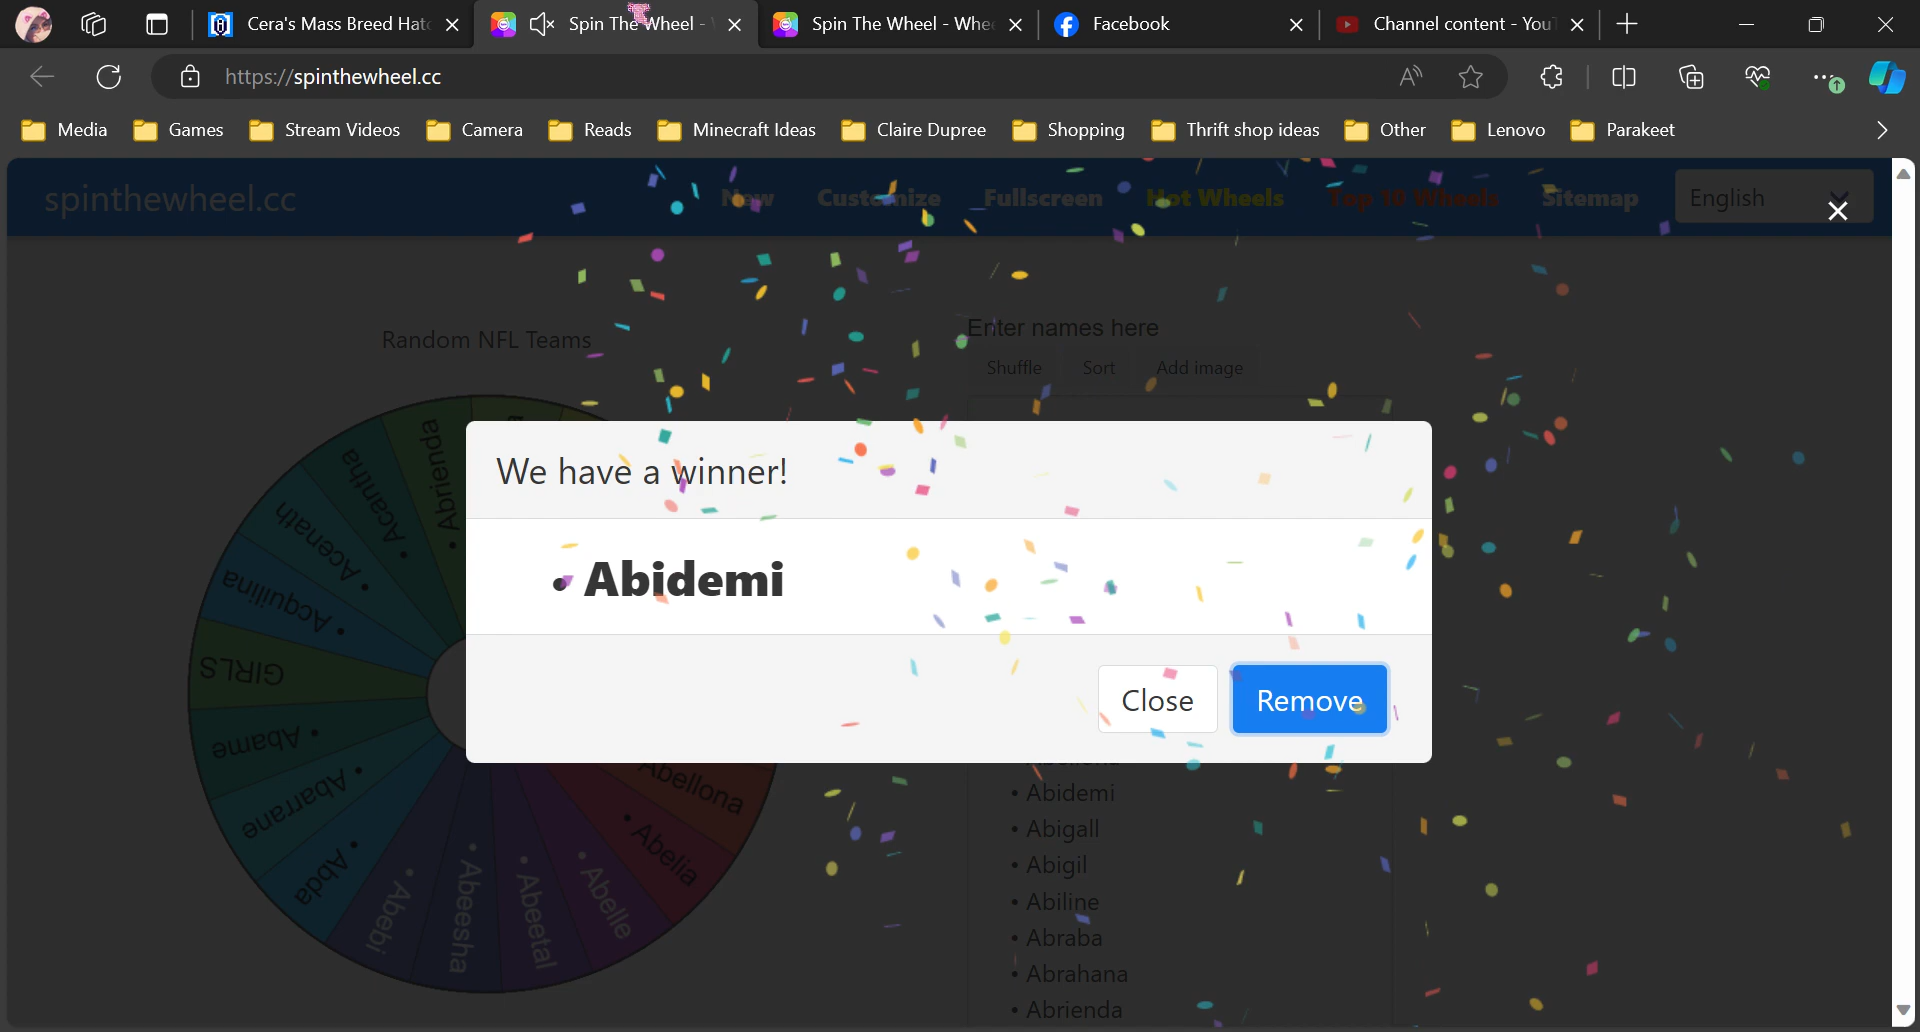 Cera's Mass Breed Hatc
Spin The Wheel -
Spin The Wheel - Whe
Facebook
Channel content - YouT
https://spinthewheel.cc
Media
Games
Stream Videos
Camera
Reads
Minecraft Ideas
Claire Dupree
Shopping
Thrift shop ideas
Other
Lenovo
Parakeet
spinthewheel.cc
New
Customize
Fullscreen
Hot Wheels
Top 10 Wheels
Sitemap
English
Random NFL Teams
Enter names here
Shuffle
Sort
Add image
We have a winner!
• Abidemi
Close
Remove
• Abrienda
• Acantha
• Acenath
• Acquilina
GIRLS
• Abame
• Abarrane
• Abda
• Abebi
• Abeesha
• Abeetal
• Abelle
• Abelia
Abellona
• Abidemi
• Abigall
• Abigil
• Abiline
• Abraba
• Abrahana
• Abrienda